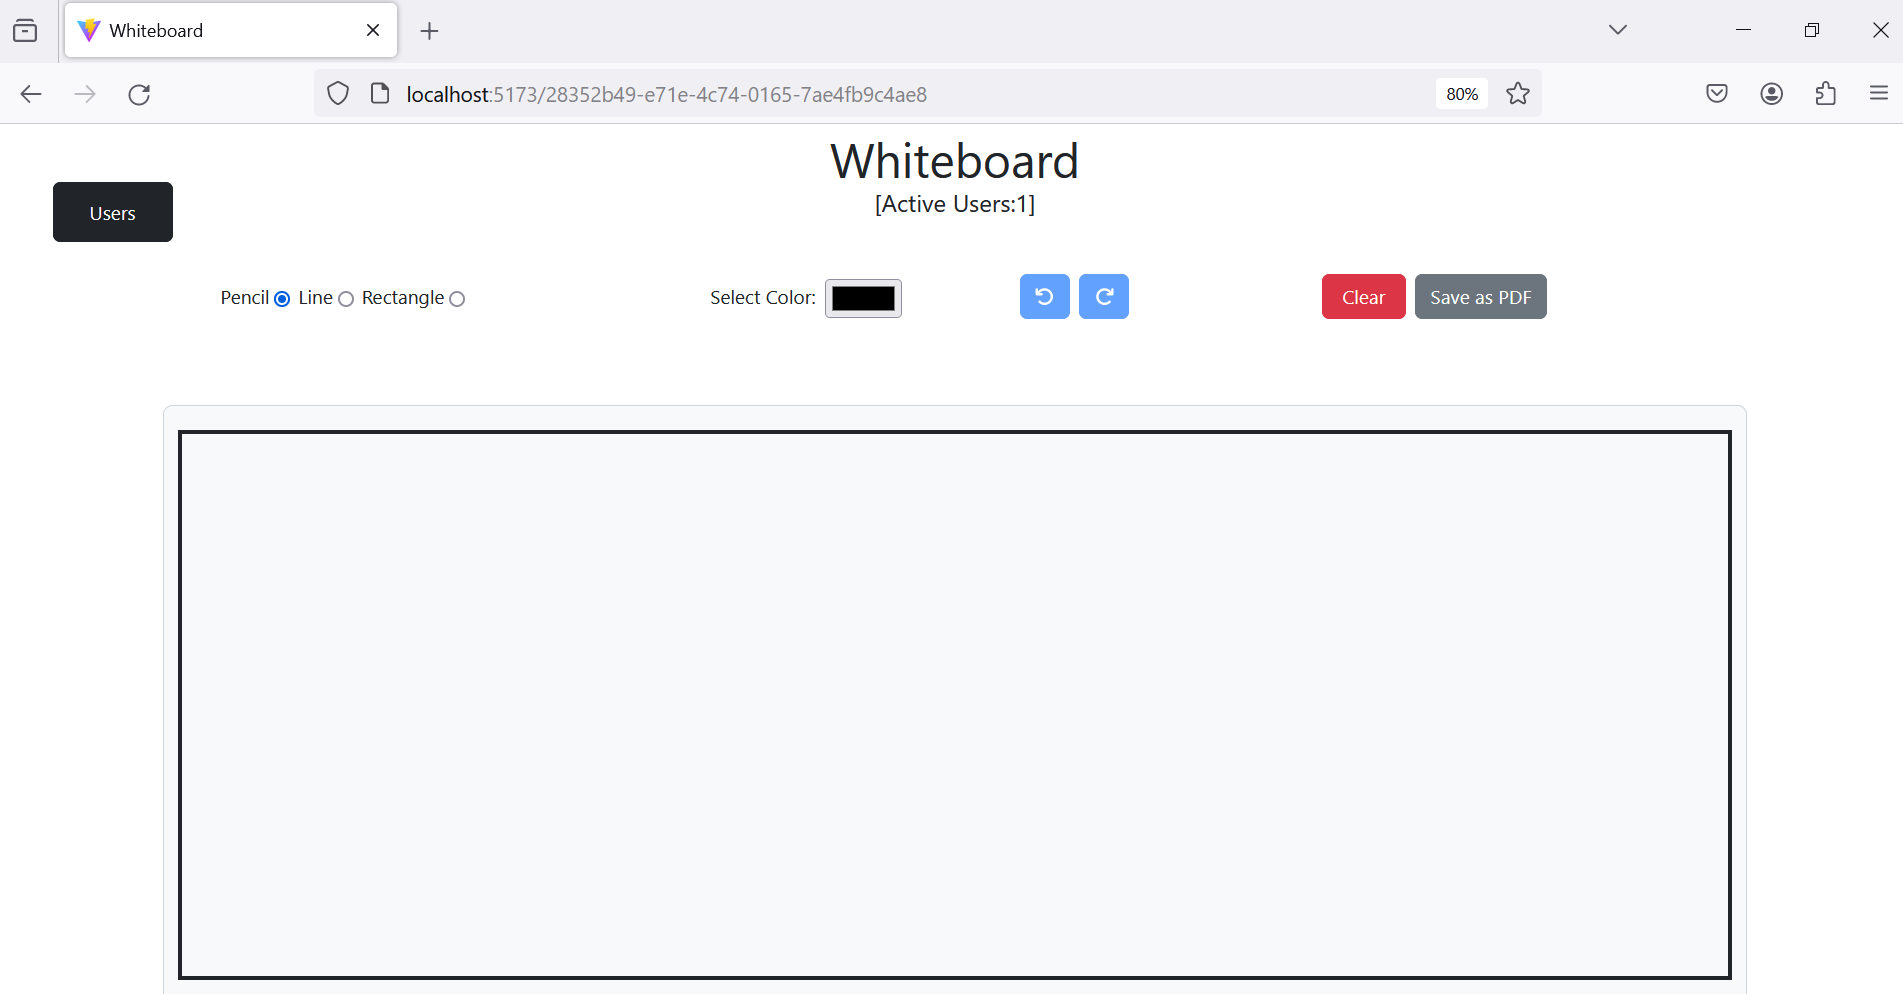 Whiteboard
localhost:5173/28352b49-e71e-4c74-0165-7ae4fb9c4ae8
80%
Whiteboard
[Active Users:1]
Users
Pencil Line Rectangle Select Color: Clear Save as PDF